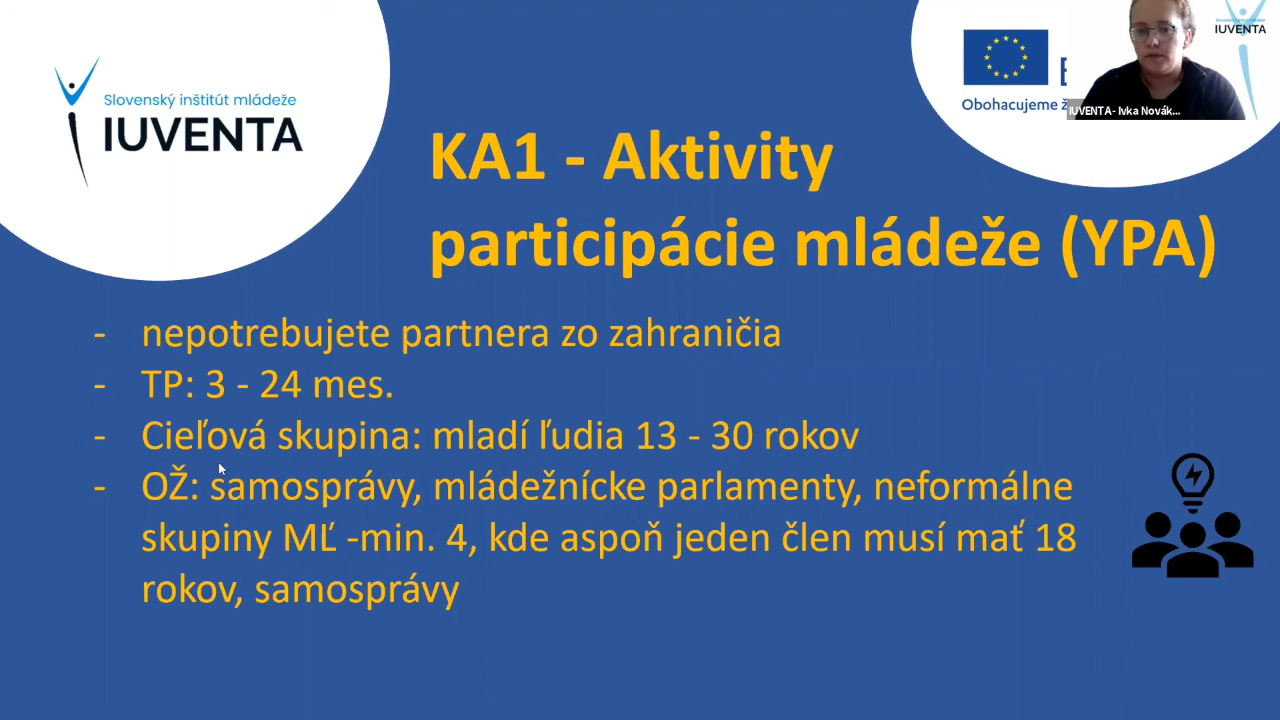 Slovenský inštitút mládeže
IUVENTA
Obohacujeme
IUVENTA
IUVENTA - Ivka Novák...
KA1 - Aktivity
participácie mládeže (YPA)
- nepotrebujete partnera zo zahraničia
- TP: 3 - 24 mes.
- Cieľová skupina: mladí ľudia 13 - 30 rokov
- OŽ: samosprávy, mládežnícke parlamenty, neformálne
skupiny MĽ -min. 4, kde aspoň jeden člen musí mať 18
rokov, samosprávy